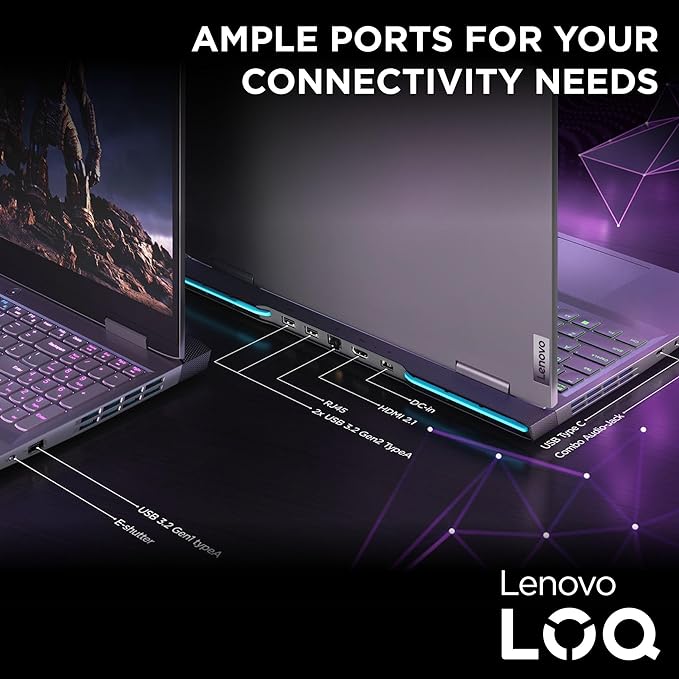 AMPLE PORTS FOR YOUR
CONNECTIVITY NEEDS
Lenovo
DC-in
HDMI 2.1
RJ45
2x USB 3.2 Gen2 TypeA
USB Type C
Combo Audio-Jack
USB 3.2 Gen1 typeA
E-shutter
Lenovo
LOQ